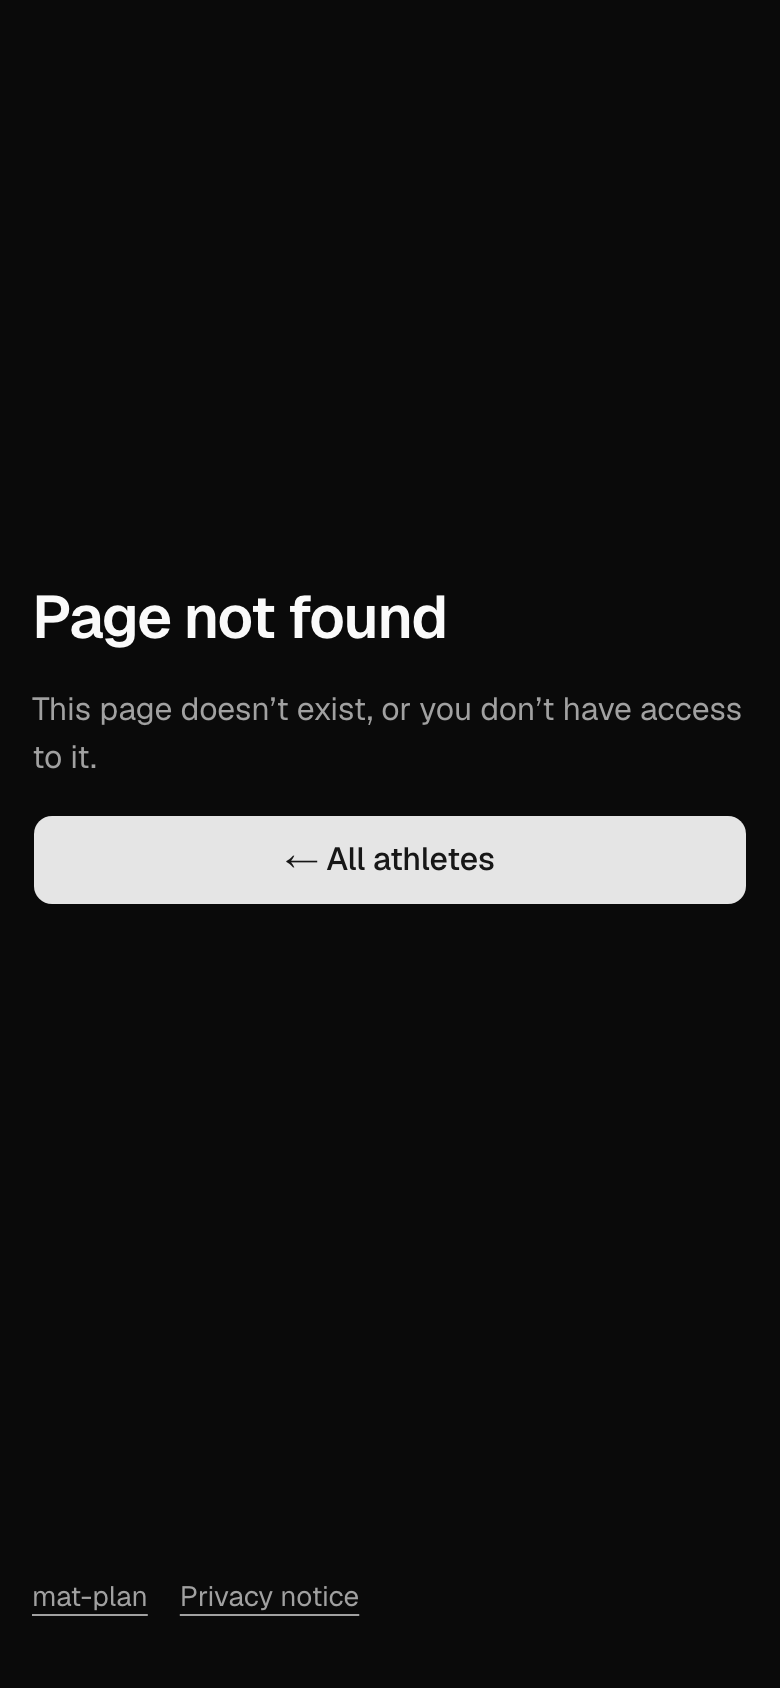 Page not found
This page doesn’t exist, or you don’t have access
to it.
← All athletes
mat-plan Privacy notice